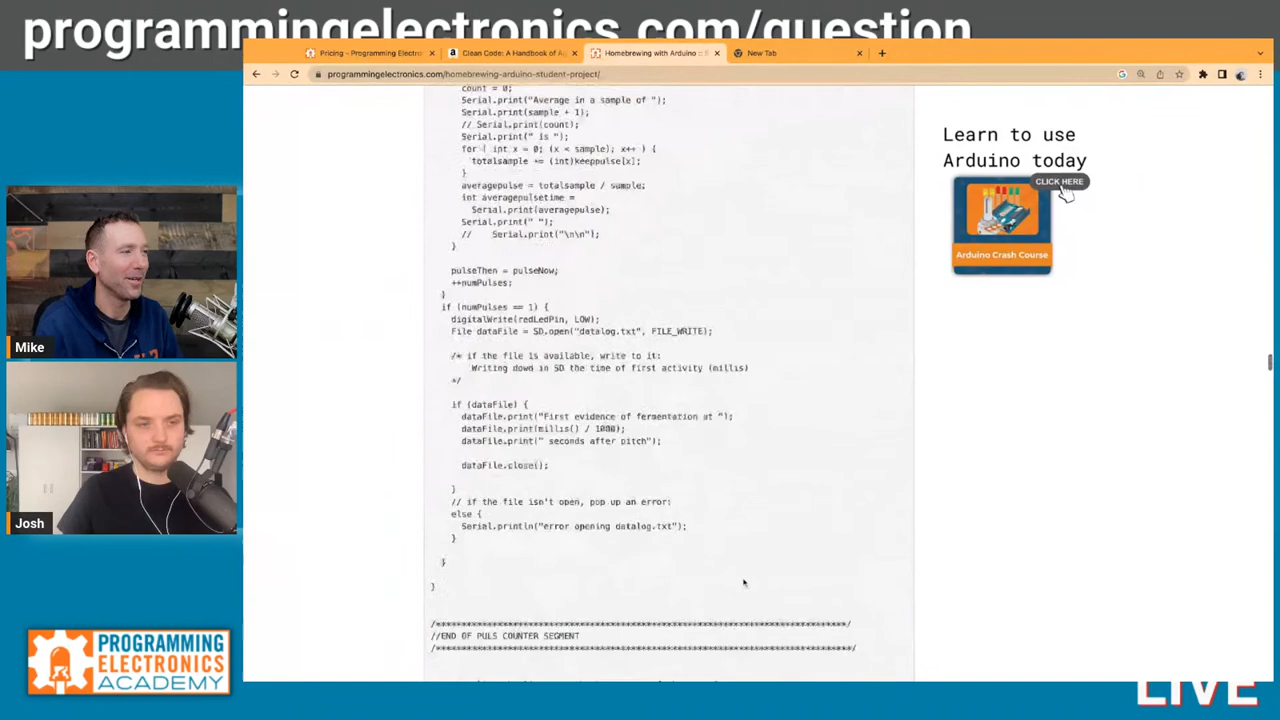 programmingelectronics.com/question
Pricing - Programming Electro
Clean Code: A Handbook of A
Homebrewing with Arduino :: S
New Tab
programmingelectronics.com/homebrewing-arduino-student-project/
count = 0;
Serial.print("Average in a sample of ");
Serial.print(sample + 1);
// Serial.print(count);
Serial.print(" is ");
for ( int x = 0; (x < sample); x++ ) {
totalsample += (int)keeppulse[x];
}
averagepulse = totalsample / sample;
int averagepulsetime =
Serial.print(averagepulse);
Serial.print(" ");
// Serial.print("\n\n");
}
pulseThen = pulseNow;
++numPulses;
}
if (numPulses == 1) {
digitalWrite(redLedPin, LOW);
File dataFile = SD.open("datalog.txt", FILE_WRITE);
/* if the file is available, write to it:
Writing down in SD the time of first activity (millis)
*/
if (dataFile) {
dataFile.print("First evidence of fermentation at ");
dataFile.print(millis() / 1000);
dataFile.print(" seconds after pitch");
dataFile.close();
}
// if the file isn't open, pop up an error:
else {
Serial.println("error opening datalog.txt");
}
}
}
//END OF PULS COUNTER SEGMENT
Learn to use
Arduino today
CLICK HERE
Arduino Crash Course
Mike
Josh
PROGRAMMING
ELECTRONICS
ACADEMY
LIVE